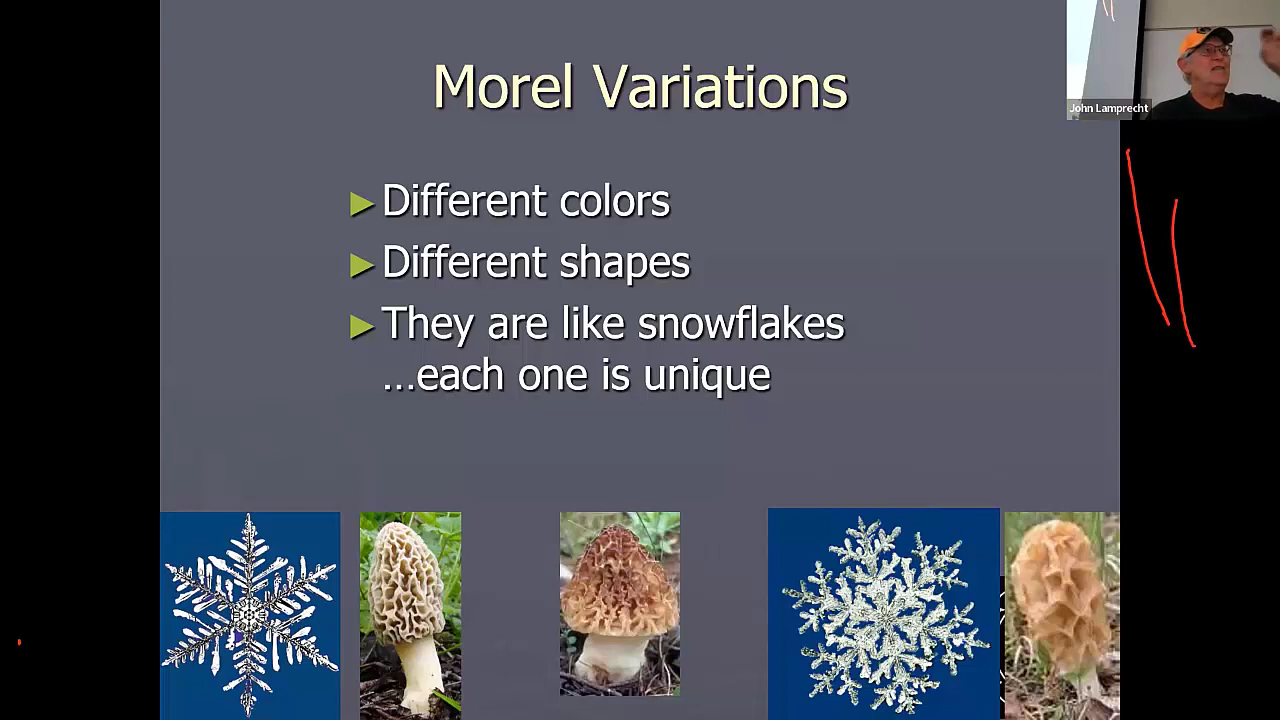 Morel Variations
John Lamprecht
►Different colors
►Different shapes
►They are like snowflakes
...each one is unique